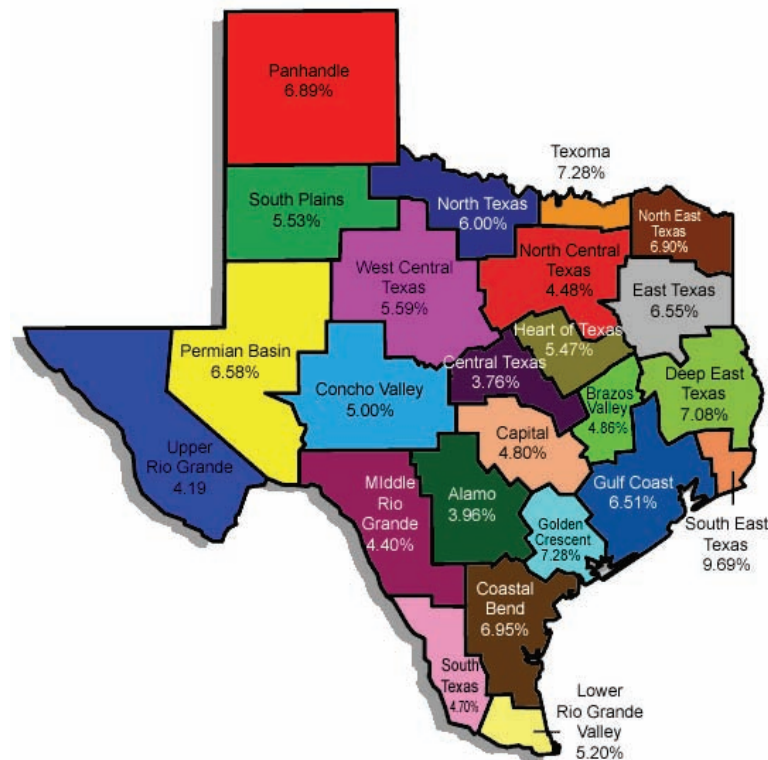 Panhandle
6.89%
Texoma
7.28%
South Plains
5.53%
North Texas
6.00%
North East
Texas
6.90%
West Central
Texas
5.59%
North Central
Texas
4.48%
East Texas
6.55%
Permian Basin
6.58%
Concho Valley
5.00%
Central Texas
3.76%
Heart of Texas
5.47%
Brazos
Valley
4.86%
Deep East
Texas
7.08%
Upper
Rio Grande
4.19
Capital
4.80%
MIddle
Rio
Grande
4.40%
Alamo
3.96%
Golden
Crescent
7.28%
Gulf Coast
6.51%
South East
Texas
9.69%
Coastal
Bend
6.95%
South
Texas
4.70%
Lower
Rio Grande
Valley
5.20%